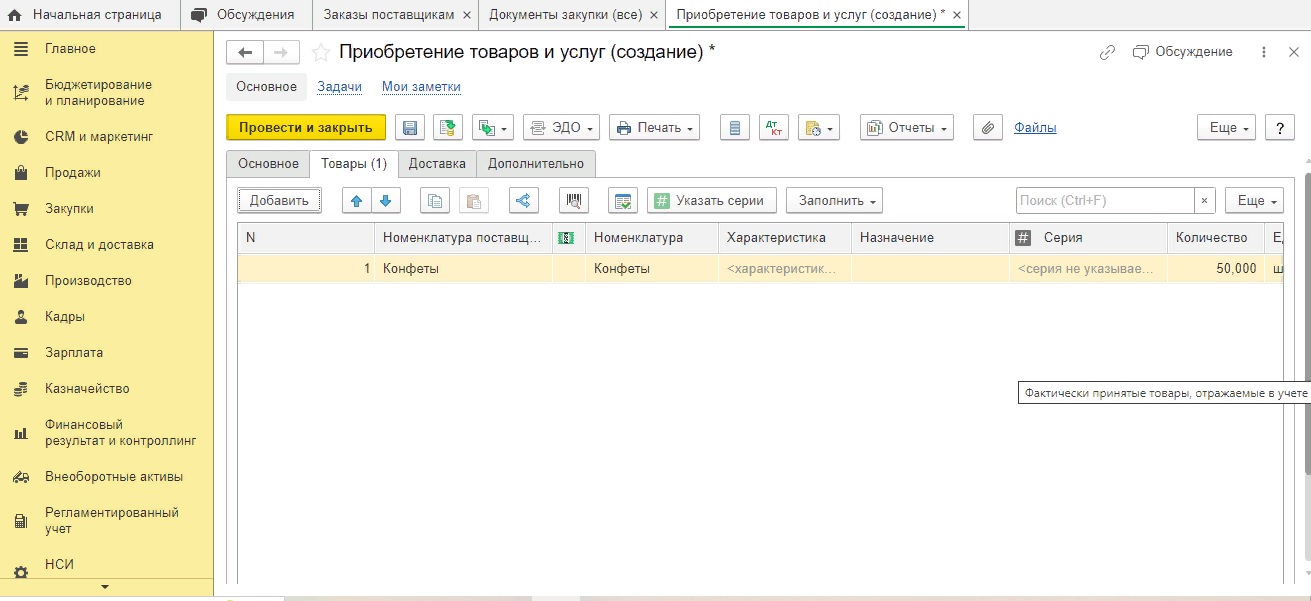 Начальная страница
Обсуждения
Заказы поставщикам ×
Документы закупки (все) ×
Приобретение товаров и услуг (создание) * ×
Главное
Бюджетирование
и планирование
CRM и маркетинг
Продажи
Закупки
Склад и доставка
Производство
Кадры
Зарплата
Казначейство
Финансовый
результат и контроллинг
Внеоборотные активы
Регламентированный
учет
НСИ
Приобретение товаров и услуг (создание) *
Обсуждение
Основное Задачи Мои заметки
Провести и закрыть ЭДО Печать Дт Кт Отчеты Файлы Еще ?
Основное Товары (1) Доставка Дополнительно
Добавить # Указать серии Заполнить Поиск (Ctrl+F) × Еще
N Номенклатура поставщ... Номенклатура Характеристика Назначение # Серия Количество Е
1 Конфеты Конфеты <характеристик... <серия не указывае... 50,000 ш
Фактически принятые товары, отражаемые в учете